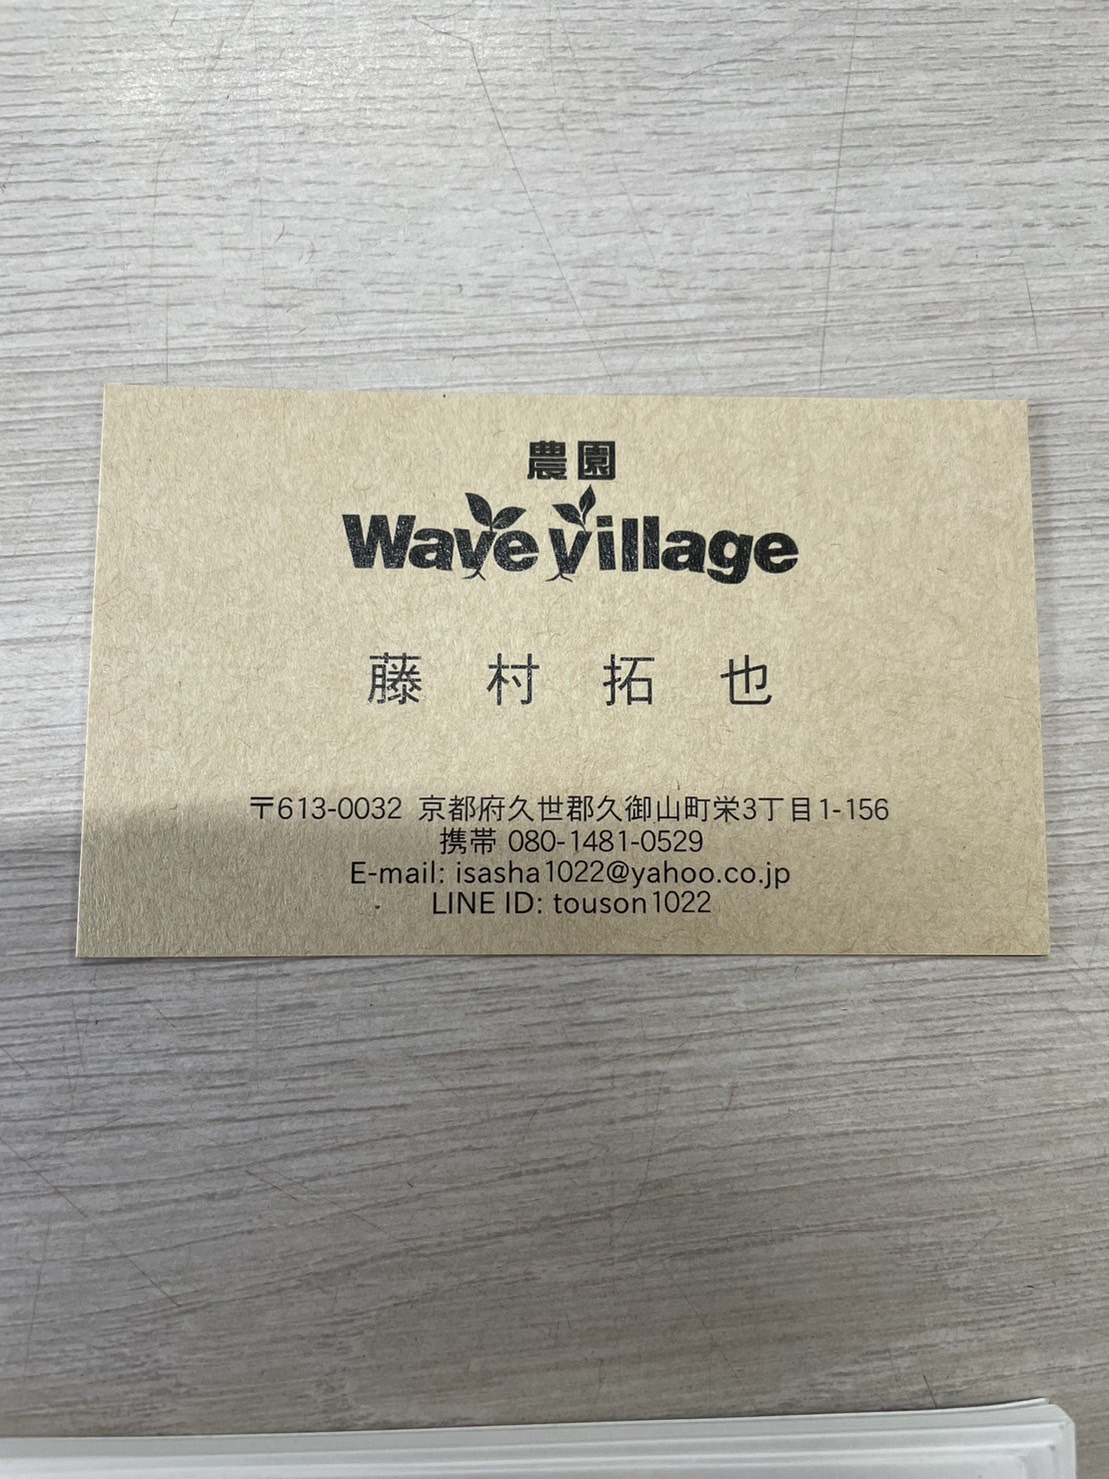 農園
Wave Village
藤村拓也
〒613-0032 京都府久世郡久御山町栄3丁目1-156
携帯 080-1481-0529
E-mail: isasha1022@yahoo.co.jp
LINE ID: touson1022